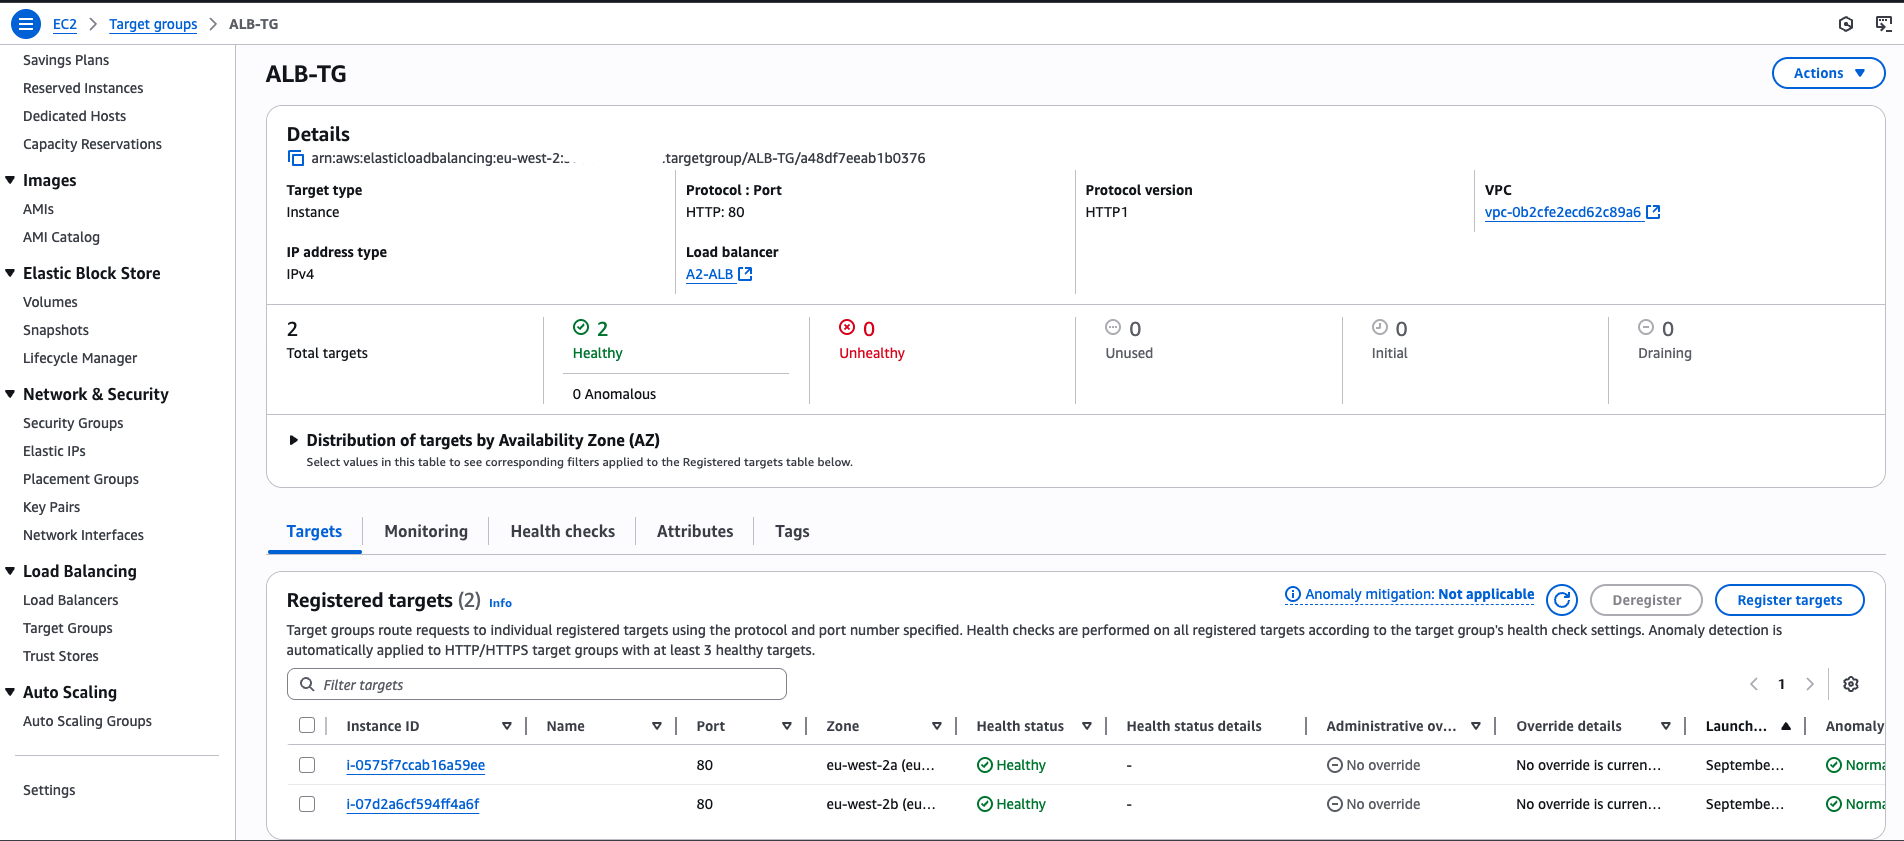 EC2 > Target groups > ALB-TG
Savings Plans
Reserved Instances
Dedicated Hosts
Capacity Reservations
Images
AMIs
AMI Catalog
Elastic Block Store
Volumes
Snapshots
Lifecycle Manager
Network & Security
Security Groups
Elastic IPs
Placement Groups
Key Pairs
Network Interfaces
Load Balancing
Load Balancers
Target Groups
Trust Stores
Auto Scaling
Auto Scaling Groups
Settings
ALB-TG
Actions
Details
arn:aws:elasticloadbalancing:eu-west-2: targetgroup/ALB-TG/a48df7eeab1b0376
Target type
Instance
Protocol : Port
HTTP: 80
Protocol version
HTTP1
VPC
vpc-0b2cfe2ecd62c89a6
IP address type
IPv4
Load balancer
A2-ALB
2
Total targets
2
Healthy
0 Anomalous
0
Unhealthy
0
Unused
0
Initial
0
Draining
Distribution of targets by Availability Zone (AZ)
Select values in this table to see corresponding filters applied to the Registered targets table below.
Targets Monitoring Health checks Attributes Tags
Registered targets (2) Info
Anomaly mitigation: Not applicable
Deregister
Register targets
Target groups route requests to individual registered targets using the protocol and port number specified. Health checks are performed on all registered targets according to the target group's health check settings. Anomaly detection is
automatically applied to HTTP/HTTPS target groups with at least 3 healthy targets.
Filter targets
1
Instance ID Name Port Zone Health status Health status details Administrative ov... Override details Launch... Anomaly
i-0575f7ccab16a59ee 80 eu-west-2a (eu... Healthy - No override No override is curren... Septembe... Norma
i-07d2a6cf594ff4a6f 80 eu-west-2b (eu... Healthy - No override No override is curren... Septembe... Norma